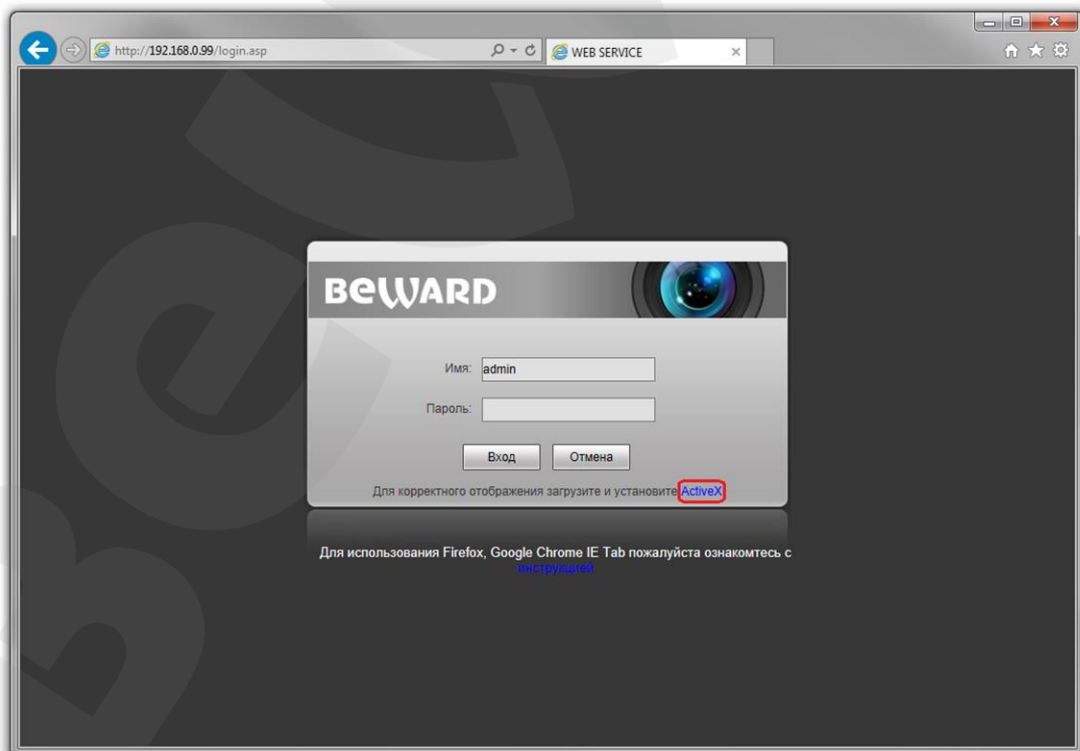 http://192.168.0.99/login.asp
WEB SERVICE
BEWARD
Имя: admin
Пароль:
Вход Отмена
Для корректного отображения загрузите и установите ActiveX
Для использования Firefox, Google Chrome IE Tab пожалуйста ознакомтесь с
инструкцией